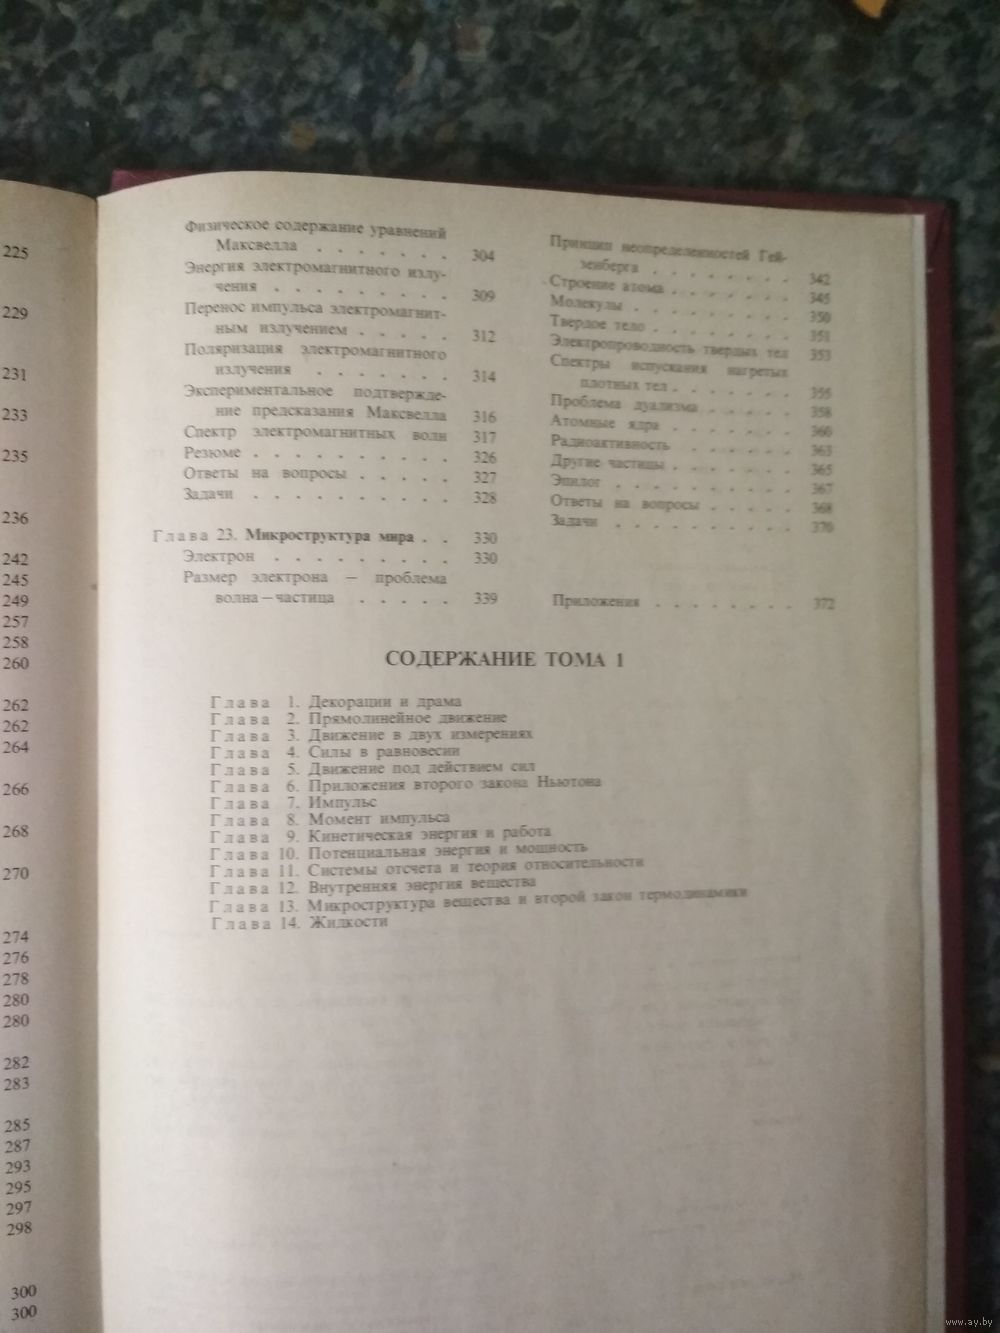 225
229
231
233
235
236
242
245
249
257
258
260
262
262
264
266
268
270
274
276
278
280
280
282
283
285
287
293
295
297
298
300
300
Физическое содержание уравнений
Максвелла . . . . . . 304
Энергия электромагнитного излу-
чения . . . . . . . . . 309
Перенос импульса электромагнит-
ным излучением . . . . 312
Поляризация электромагнитного
излучения . . . . . . . 314
Экспериментальное подтвержде-
ние предсказания Максвелла 316
Спектр электромагнитных волн 317
Резюме . . . . . . . . . . 326
Ответы на вопросы . . . . . 327
Задачи . . . . . . . . . . 328
Глава 23. Микроструктура мира . . 330
Электрон . . . . . . . . . 330
Размер электрона — проблема
волна—частица . . . . . 339
Принцип неопределенностей Гей-
зенберга . . . . . . . . 342
Строение атома . . . . . . . 345
Молекулы . . . . . . . . . 350
Твердое тело . . . . . . . . 351
Электропроводность твердых тел 353
Спектры испускания нагретых
плотных тел . . . . . . . 355
Проблема дуализма . . . . . 358
Атомные ядра . . . . . . . . 360
Радиоактивность . . . . . . 363
Другие частицы . . . . . . . 365
Эпилог . . . . . . . . . . 367
Ответы на вопросы . . . . . 368
Задачи . . . . . . . . . . 370
Приложения . . . . . . . . 372
СОДЕРЖАНИЕ ТОМА 1
Глава 1. Декорации и драма
Глава 2. Прямолинейное движение
Глава 3. Движение в двух измерениях
Глава 4. Силы в равновесии
Глава 5. Движение под действием сил
Глава 6. Приложения второго закона Ньютона
Глава 7. Импульс
Глава 8. Момент импульса
Глава 9. Кинетическая энергия и работа
Глава 10. Потенциальная энергия и мощность
Глава 11. Системы отсчета и теория относительности
Глава 12. Внутренняя энергия вещества
Глава 13. Микроструктура вещества и второй закон термодинамики
Глава 14. Жидкости
www.ay.by